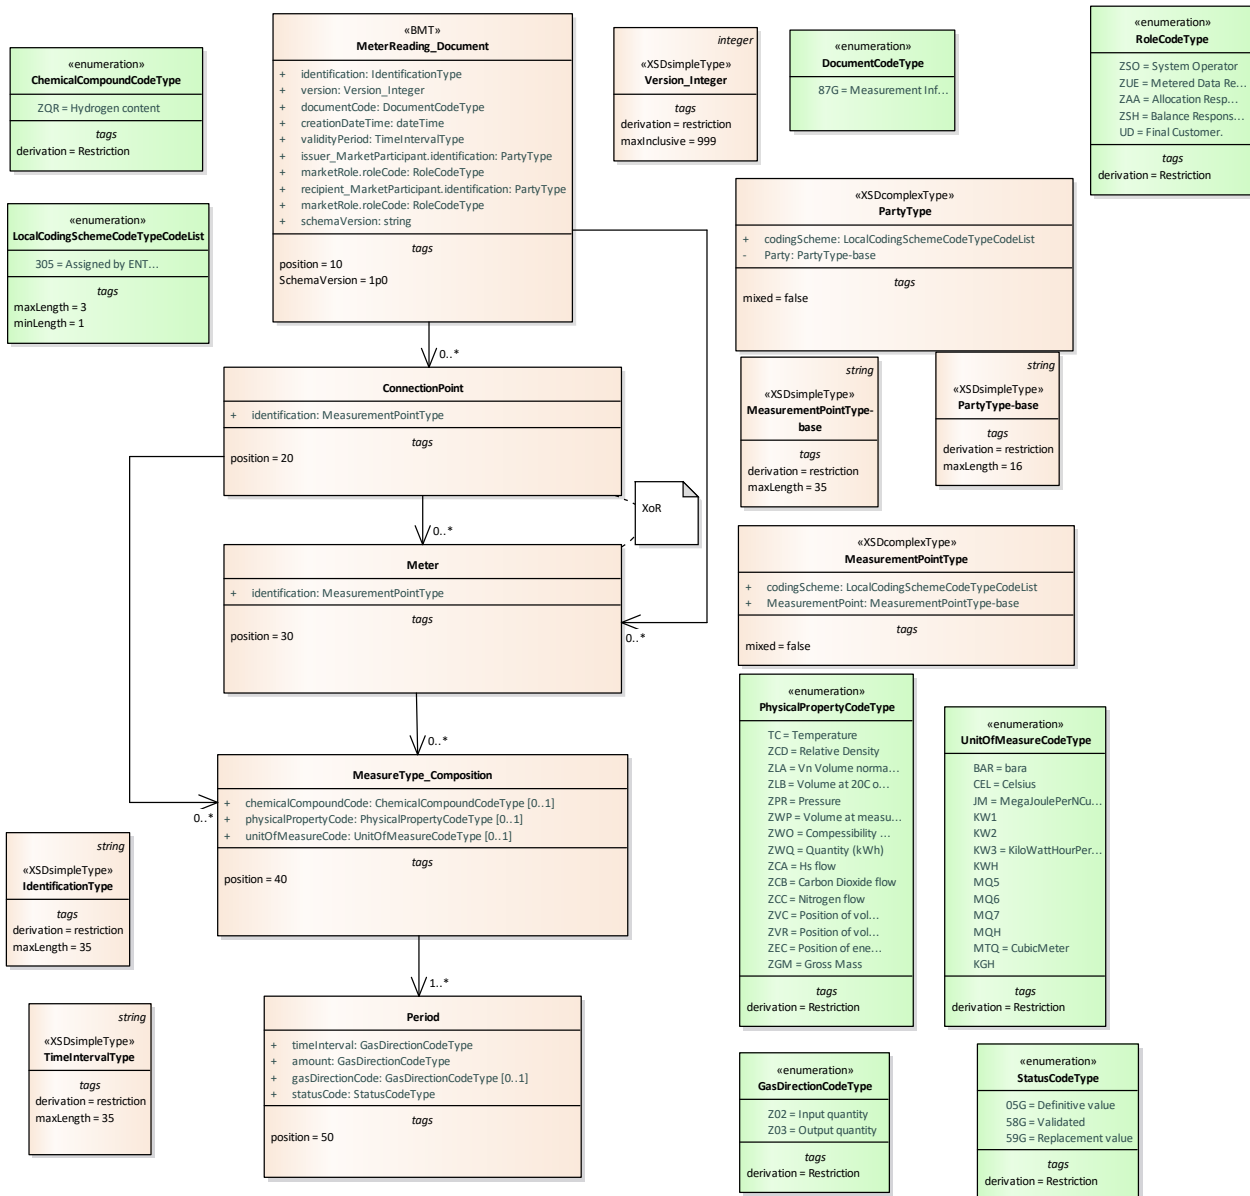 «enumeration»
ChemicalCompoundCodeType
ZQR = Hydrogen content
tags
derivation = Restriction
«enumeration»
LocalCodingSchemeCodeTypeCodeList
305 = Assigned by ENT...
tags
maxLength = 3
minLength = 1
«BMT»
MeterReading_Document
+ identification: IdentificationType
+ version: Version_Integer
+ documentCode: DocumentCodeType
+ creationDateTime: dateTime
+ validityPeriod: TimeIntervalType
+ issuer_MarketParticipant.identification: PartyType
+ marketRole.roleCode: RoleCodeType
+ recipient_MarketParticipant.identification: PartyType
+ marketRole.roleCode: RoleCodeType
+ schemaVersion: string
tags
position = 10
SchemaVersion = 1p0
integer
«XSDsimpleType»
Version_Integer
tags
derivation = restriction
maxInclusive = 999
«enumeration»
DocumentCodeType
87G = Measurement Inf...
«enumeration»
RoleCodeType
ZSO = System Operator
ZUE = Metered Data Re...
ZAA = Allocation Resp...
ZSH = Balance Respons...
UD = Final Customer.
tags
derivation = Restriction
«XSDcomplexType»
PartyType
+ codingScheme: LocalCodingSchemeCodeTypeCodeList
- Party: PartyType-base
tags
mixed = false
0..*
ConnectionPoint
+ identification: MeasurementPointType
tags
position = 20
string
«XSDsimpleType»
MeasurementPointType-
base
tags
derivation = restriction
maxLength = 35
string
«XSDsimpleType»
PartyType-base
tags
derivation = restriction
maxLength = 16
XoR
0..*
Meter
+ identification: MeasurementPointType
tags
position = 30
0..*
«XSDcomplexType»
MeasurementPointType
+ codingScheme: LocalCodingSchemeCodeTypeCodeList
+ MeasurementPoint: MeasurementPointType-base
tags
mixed = false
0..*
MeasureType_Composition
+ chemicalCompoundCode: ChemicalCompoundCodeType [0..1]
+ physicalPropertyCode: PhysicalPropertyCodeType [0..1]
+ unitOfMeasureCode: UnitOfMeasureCodeType [0..1]
tags
position = 40
0..*
«enumeration»
PhysicalPropertyCodeType
TC = Temperature
ZCD = Relative Density
ZLA = Vn Volume norma...
ZLB = Volume at 20C o...
ZPR = Pressure
ZWP = Volume at measu...
ZWO = Compessibility ...
ZWQ = Quantity (kWh)
ZCA = Hs flow
ZCB = Carbon Dioxide flow
ZCC = Nitrogen flow
ZVC = Position of vol...
ZVR = Position of vol...
ZEC = Position of ene...
ZGM = Gross Mass
tags
derivation = Restriction
«enumeration»
UnitOfMeasureCodeType
BAR = bara
CEL = Celsius
JM = MegaJoulePerNCu...
KW1
KW2
KW3 = KiloWattHourPer...
KWH
MQ5
MQ6
MQ7
MQH
MTQ = CubicMeter
KGH
tags
derivation = Restriction
string
«XSDsimpleType»
IdentificationType
tags
derivation = restriction
maxLength = 35
1..*
Period
+ timeInterval: GasDirectionCodeType
+ amount: GasDirectionCodeType
+ gasDirectionCode: GasDirectionCodeType [0..1]
+ statusCode: StatusCodeType
tags
position = 50
string
«XSDsimpleType»
TimeIntervalType
tags
derivation = restriction
maxLength = 35
«enumeration»
GasDirectionCodeType
Z02 = Input quantity
Z03 = Output quantity
tags
derivation = Restriction
«enumeration»
StatusCodeType
05G = Definitive value
58G = Validated
59G = Replacement value
tags
derivation = Restriction